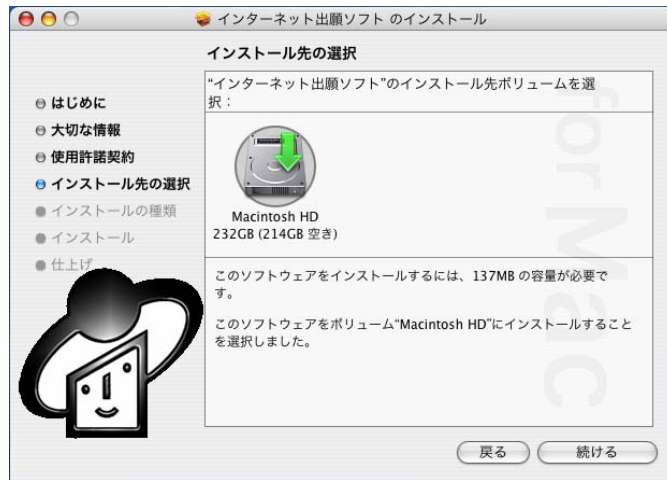 インターネット出願ソフト のインストール
インストール先の選択
はじめに
大切な情報
使用許諾契約
インストール先の選択
インストールの種類
インストール
仕上げ
“インターネット出願ソフト”のインストール先ボリュームを選
択：
Macintosh HD
232GB (214GB 空き)
このソフトウェアをインストールするには、137MB の容量が必要で
す。
このソフトウェアをボリューム“Macintosh HD”にインストールすること
を選択しました。
for Mac
戻る
続ける